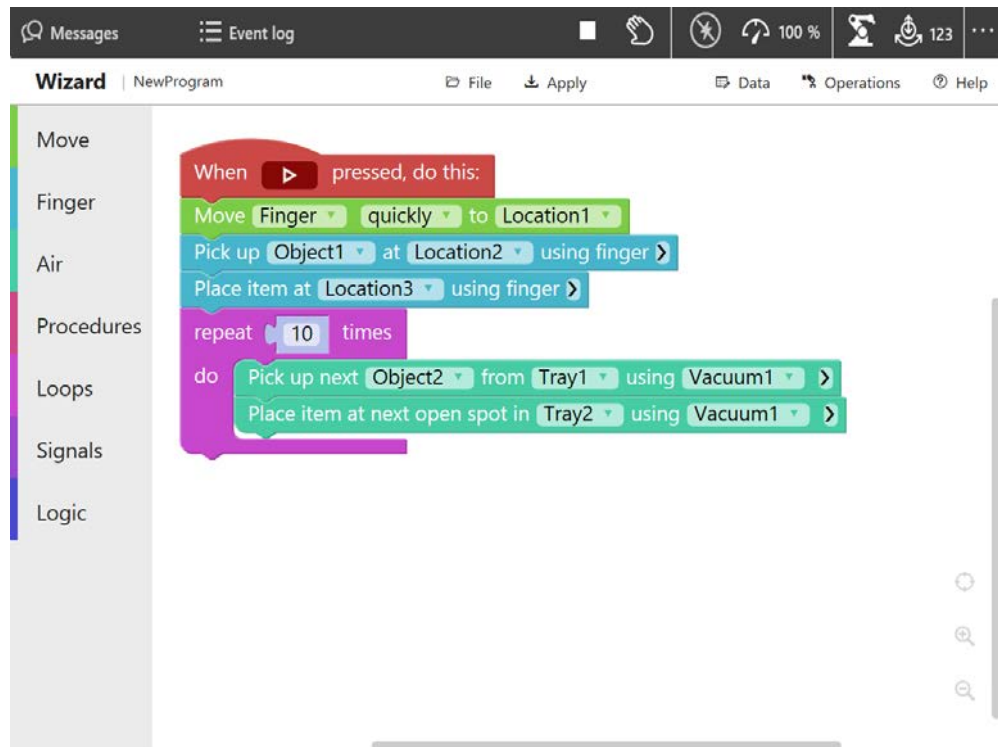 Messages Event log 100 % 123 ...
Wizard | NewProgram File Apply Data Operations Help
Move
Finger
Air
Procedures
Loops
Signals
Logic
When pressed, do this:
Move Finger quickly to Location1
Pick up Object1 at Location2 using finger
Place item at Location3 using finger
repeat 10 times
do Pick up next Object2 from Tray1 using Vacuum1
Place item at next open spot in Tray2 using Vacuum1